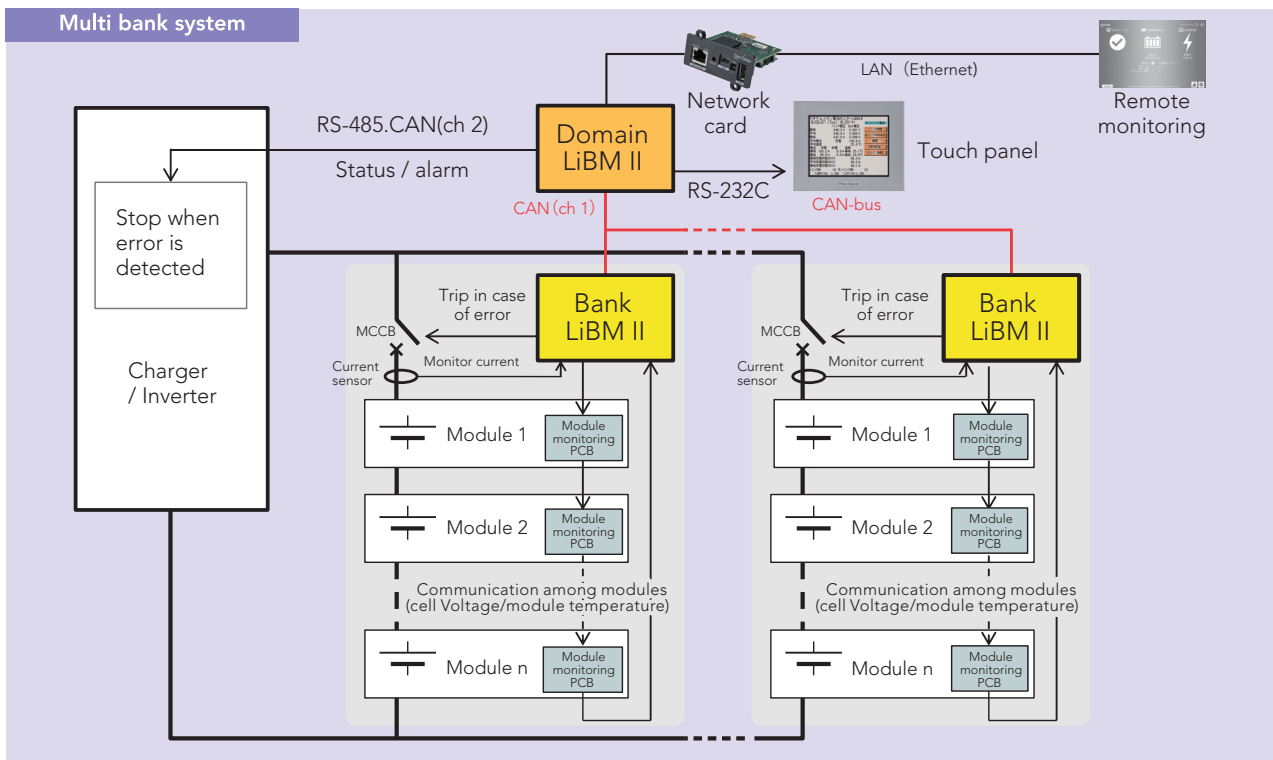 Multi bank system
LAN (Ethernet)
Network
card
Remote
monitoring
RS-485.CAN(ch 2)
Status / alarm
Domain
LiBM II
RS-232C
Touch panel
CAN (ch 1)
CAN-bus
Stop when
error is
detected
Charger
/ Inverter
Trip in case
of error
Bank
LiBM II
MCCB
Current
sensor
Monitor current
Module 1
Module
monitoring
PCB
Module 2
Module
monitoring
PCB
Communication among modules
(cell Voltage/module temperature)
Module n
Module
monitoring
PCB
Trip in case
of error
Bank
LiBM II
MCCB
Current
sensor
Monitor current
Module 1
Module
monitoring
PCB
Module 2
Module
monitoring
PCB
Communication among modules
(cell Voltage/module temperature)
Module n
Module
monitoring
PCB